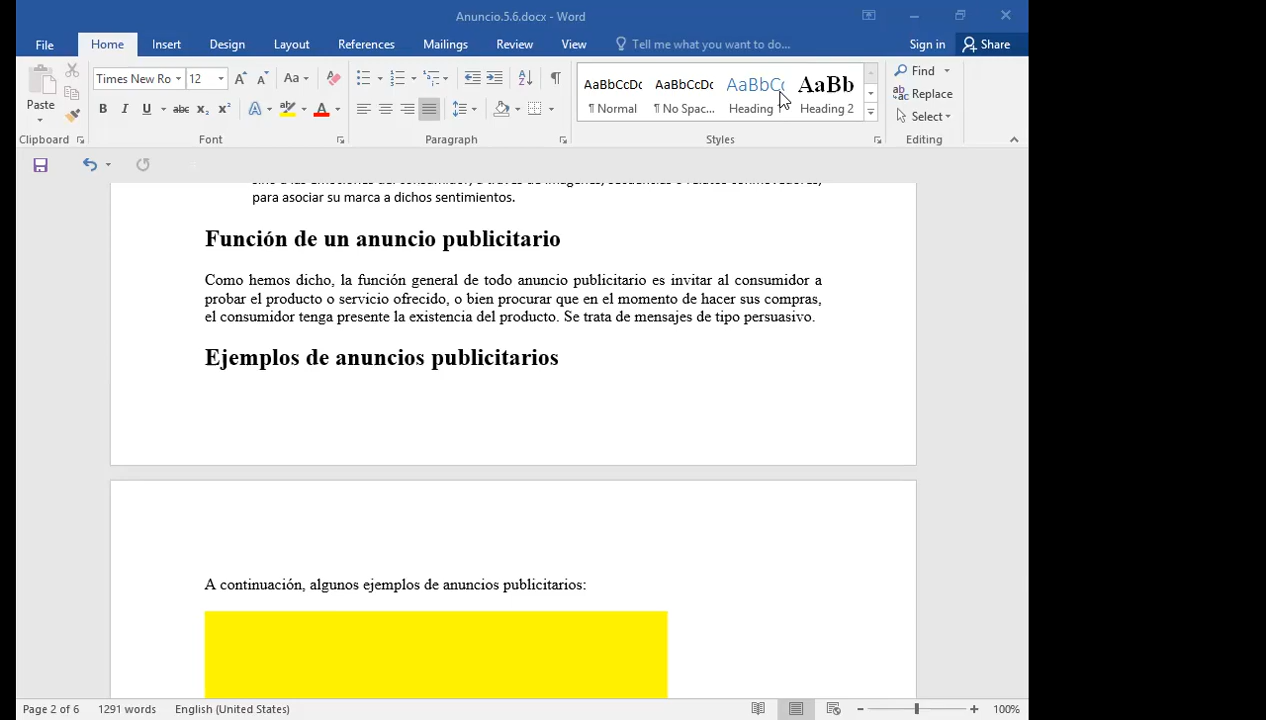 Anuncio.5.6.docx - Word
File Home Insert Design Layout References Mailings Review View Tell me what you want to do... Sign in Share
Paste
Times New Ro 12
Aa
AaBbCcDc AaBbCcDc AaBbCc AaBb
¶ Normal ¶ No Spac... Heading 1 Heading 2
Find
Replace
Select
Clipboard Font Paragraph Styles Editing
para asociar su marca a dichos sentimientos.
Función de un anuncio publicitario
Como hemos dicho, la función general de todo anuncio publicitario es invitar al consumidor a
probar el producto o servicio ofrecido, o bien procurar que en el momento de hacer sus compras,
el consumidor tenga presente la existencia del producto. Se trata de mensajes de tipo persuasivo.
Ejemplos de anuncios publicitarios
A continuación, algunos ejemplos de anuncios publicitarios:
Page 2 of 6 1291 words English (United States) 100%